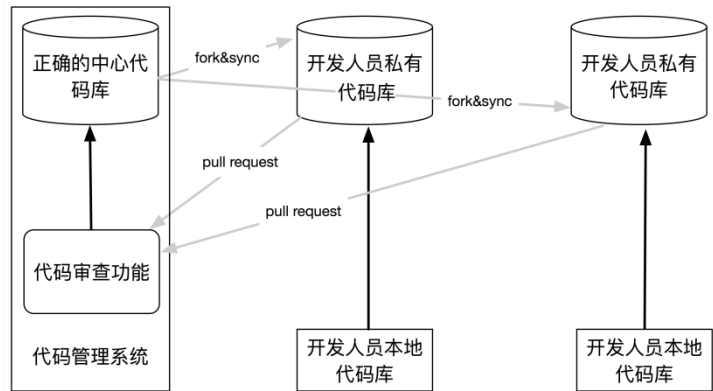 正确的中心代
码库
fork&sync
开发人员私有
代码库
fork&sync
开发人员私有
代码库
pull request
pull request
代码审查功能
代码管理系统
开发人员本地
代码库
开发人员本地
代码库